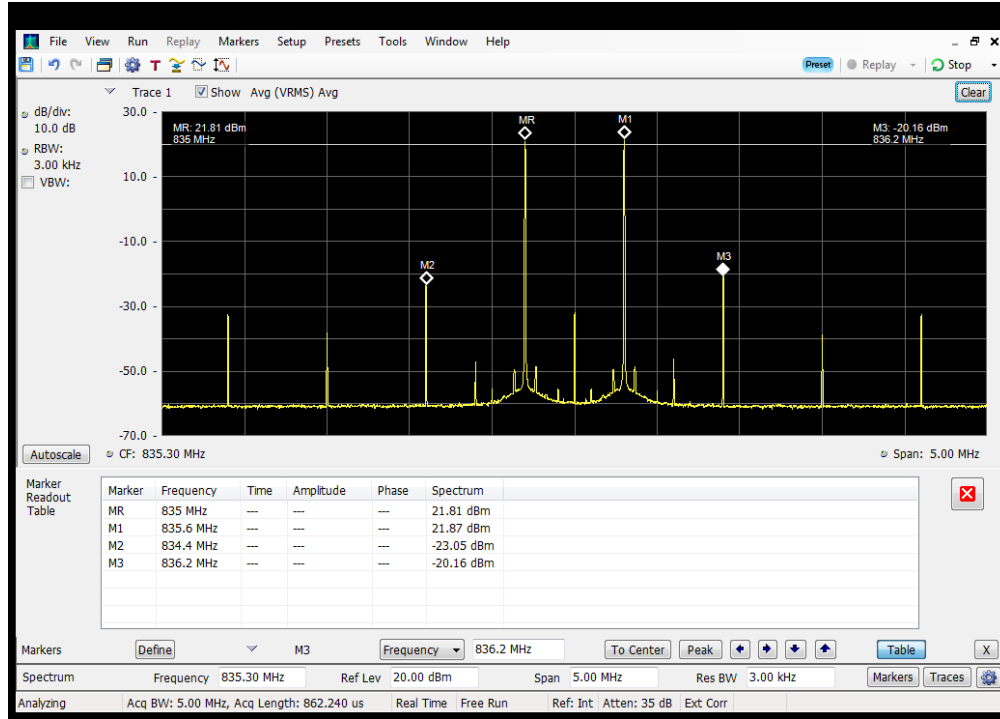 File View Run Replay Markers Setup Presets Tools Window Help
T Preset Replay Stop
Trace 1 Show Avg (VRMS) Avg Clear
dB/div:
10.0 dB
RBW:
3.00 kHz
VBW:
30.0 -
10.0 -
-10.0 -
-30.0 -
-50.0 -
-70.0 -
MR: 21.81 dBm
835 MHz
MR
M1
M3: -20.16 dBm
836.2 MHz
M2
M3
Autoscale CF: 835.30 MHz Span: 5.00 MHz
Marker
Readout
Table
Marker Frequency Time Amplitude Phase Spectrum
MR 835 MHz --- --- --- 21.81 dBm
M1 835.6 MHz --- --- --- 21.87 dBm
M2 834.4 MHz --- --- --- -23.05 dBm
M3 836.2 MHz --- --- --- -20.16 dBm
Markers Define M3 Frequency 836.2 MHz To Center Peak Table X
Spectrum Frequency 835.30 MHz Ref Lev 20.00 dBm Span 5.00 MHz Res BW 3.00 kHz Markers Traces
Analyzing Acq BW: 5.00 MHz, Acq Length: 862.240 us Real Time Free Run Ref: Int Atten: 35 dB Ext Corr